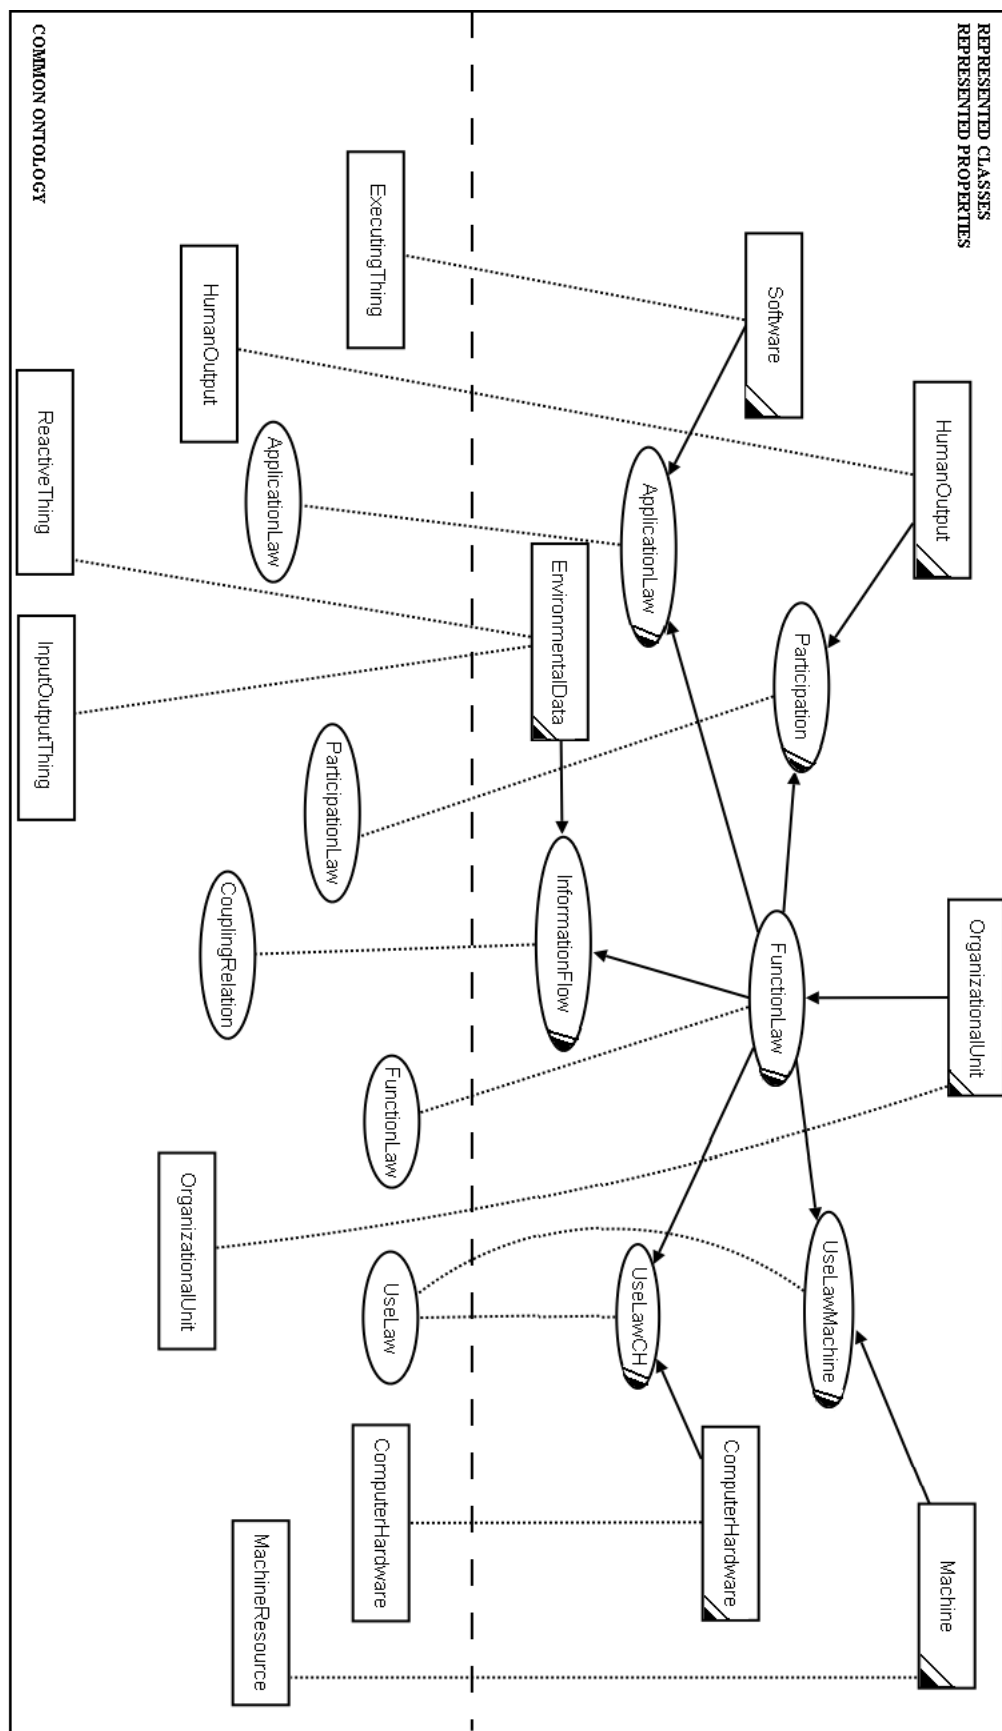 REPRESENTED CLASSES
REPRESENTED PROPERTIES
OrganizationalUnit
HumanOutput
Machine
Participation
FunctionLaw
UseLawMachine
Software
ApplicationLaw
UseLawCH
ComputerHardware
EnvironmentalData
InformationFlow
ExecutingThing
FunctionLaw
UseLaw
ComputerHardware
ParticipationLaw
ApplicationLaw
MachineResource
CouplingRelation
HumanOutput
OrganizationalUnit
ReactiveThing
InputOutputThing
COMMON ONTOLOGY